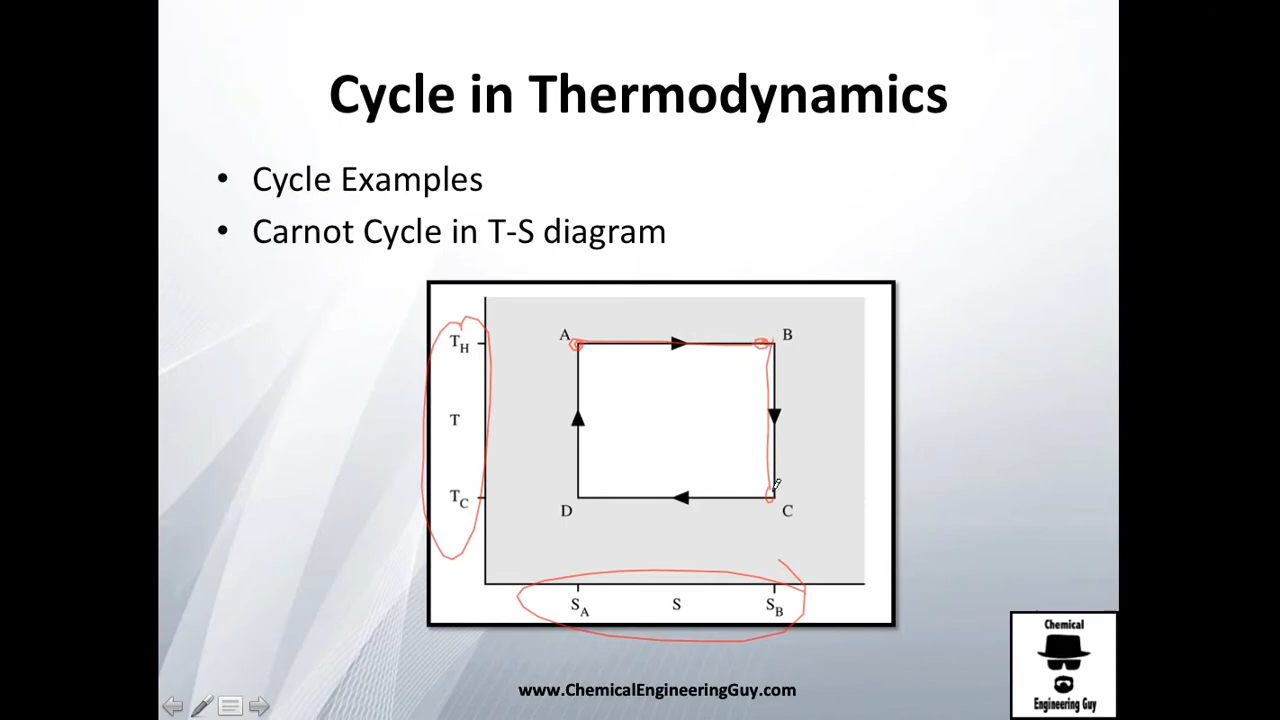 Cycle in Thermodynamics
• Cycle Examples
• Carnot Cycle in T-S diagram
A
B
T_H
T
T_C
D
C
S_A
S
S_B
Chemical
Engineering Guy
www.ChemicalEngineeringGuy.com